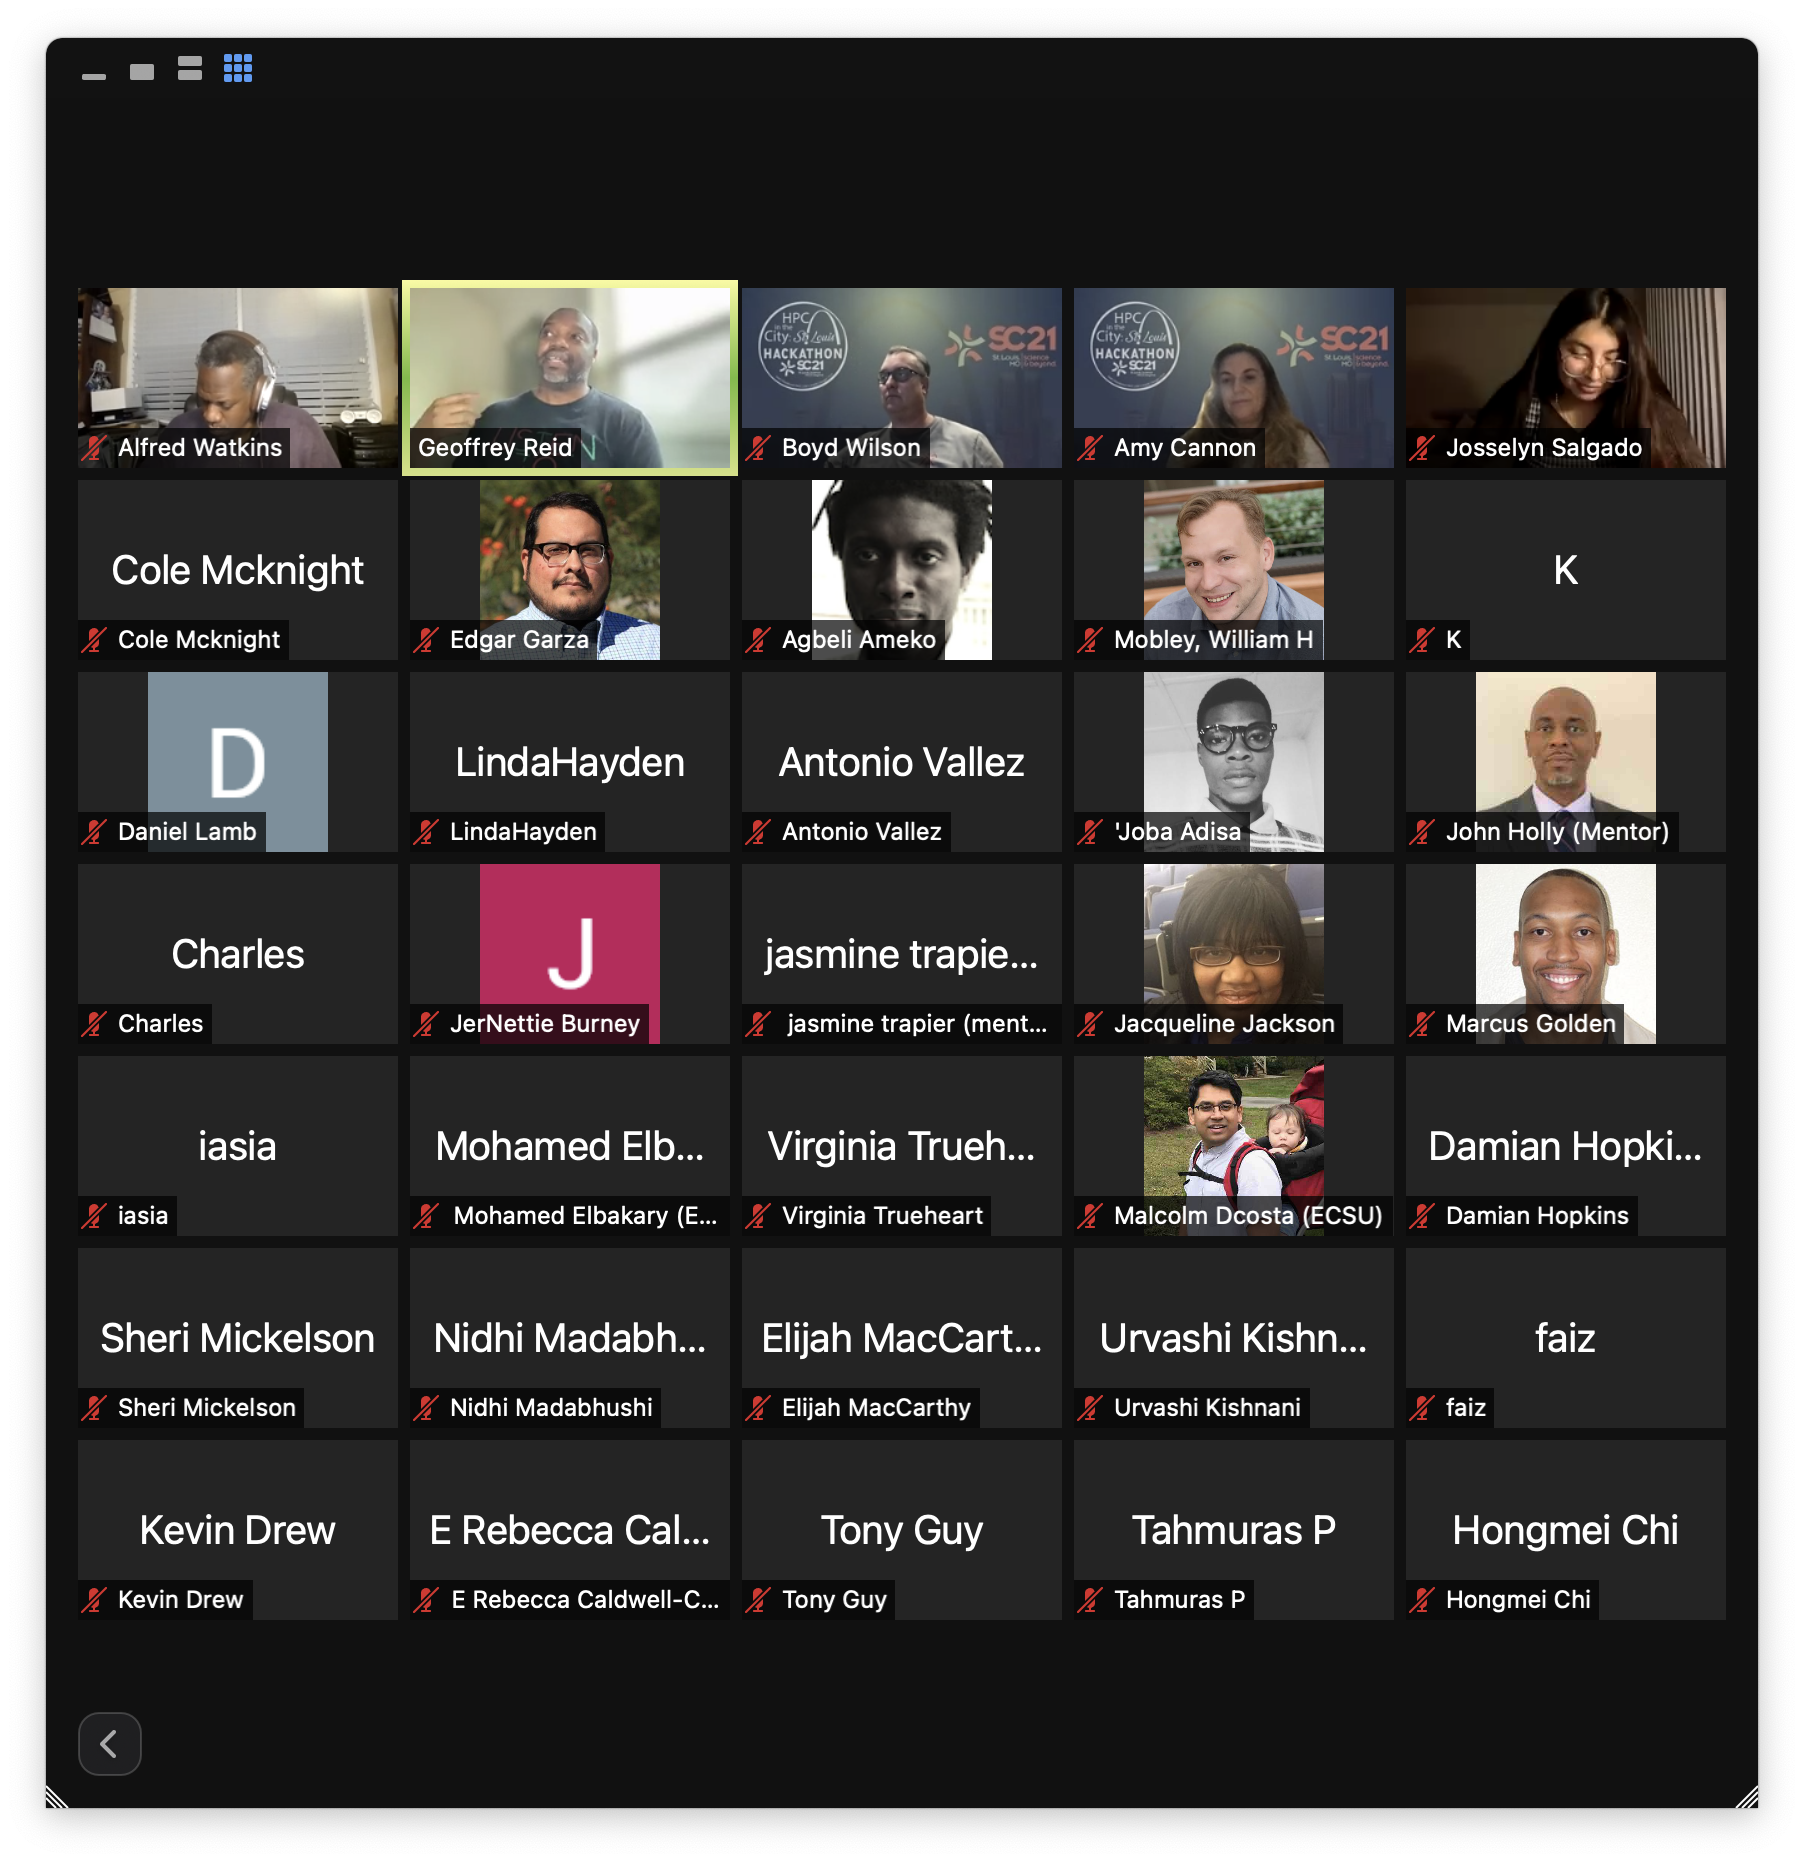 HPC
in the
City: St. Louis
HACKATHON
SC21
SC21
HPC
in the
City: St. Louis
HACKATHON
SC21
SC21
Alfred Watkins
Geoffrey Reid
Boyd Wilson
Amy Cannon
Josselyn Salgado
Cole Mcknight
K
Cole Mcknight
Edgar Garza
Agbeli Ameko
Mobley, William H
K
D
LindaHayden
Antonio Vallez
Daniel Lamb
LindaHayden
Antonio Vallez
'Joba Adisa
John Holly (Mentor)
Charles
J
jasmine trapie...
Charles
JerNettie Burney
jasmine trapier (ment...
Jacqueline Jackson
Marcus Golden
iasia
Mohamed Elb...
Virginia Trueh...
Damian Hopki...
iasia
Mohamed Elbakary (E...
Virginia Trueheart
Malcolm Dcosta (ECSU)
Damian Hopkins
Sheri Mickelson
Nidhi Madabh...
Elijah MacCart...
Urvashi Kishn...
faiz
Sheri Mickelson
Nidhi Madabhushi
Elijah MacCarthy
Urvashi Kishnani
faiz
Kevin Drew
E Rebecca Cal...
Tony Guy
Tahmuras P
Hongmei Chi
Kevin Drew
E Rebecca Caldwell-C...
Tony Guy
Tahmuras P
Hongmei Chi